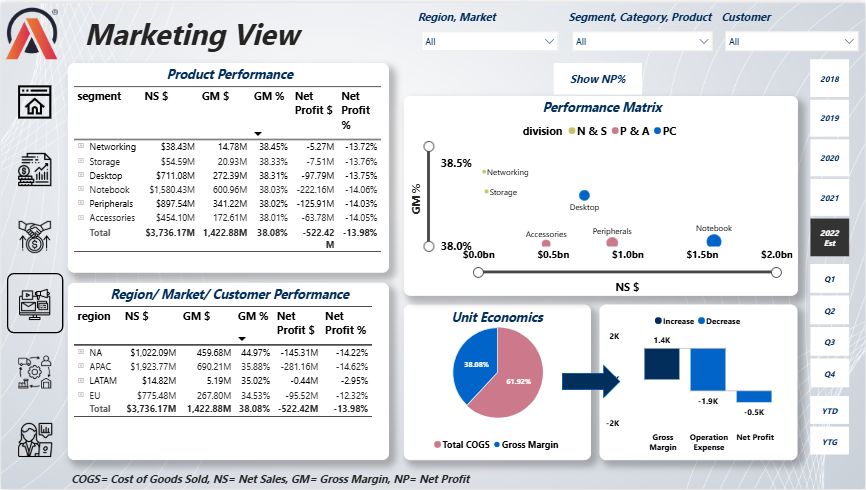 Marketing View
Region, Market
Segment, Category, Product
Customer
All
All
All
Show NP%
2018
2019
2020
2021
2022
Est
Q1
Q2
Q3
Q4
YTD
YTG
Product Performance
segment NS $ GM $ GM % Net Profit $ Net Profit %
Networking $38.43M 14.78M 38.45% -5.27M -13.72%
Storage $54.59M 20.93M 38.33% -7.51M -13.76%
Desktop $711.08M 272.39M 38.31% -97.79M -13.75%
Notebook $1,580.43M 600.96M 38.03% -222.16M -14.06%
Peripherals $897.54M 341.22M 38.02% -125.91M -14.03%
Accessories $454.10M 172.61M 38.01% -63.78M -14.05%
Total $3,736.17M 1,422.88M 38.08% -522.42 M -13.98%
Performance Matrix
division N & S P & A PC
GM %
38.5%
38.0%
Networking
Storage
Desktop
Accessories
Peripherals
Notebook
$0.0bn $0.5bn $1.0bn $1.5bn $2.0bn
NS $
Region/ Market/ Customer Performance
region NS $ GM $ GM % Net Profit $ Net Profit %
NA $1,022.09M 459.68M 44.97% -145.31M -14.22%
APAC $1,923.77M 690.21M 35.88% -281.16M -14.62%
LATAM $14.82M 5.19M 35.02% -0.44M -2.95%
EU $775.48M 267.80M 34.53% -95.52M -12.32%
Total $3,736.17M 1,422.88M 38.08% -522.42M -13.98%
Unit Economics
38.08%
61.92%
Total COGS Gross Margin
Increase Decrease
2K
1.4K
-1.9K
-0.5K
-2K
Gross Margin
Operation Expense
Net Profit
COGS= Cost of Goods Sold, NS= Net Sales, GM= Gross Margin, NP= Net Profit